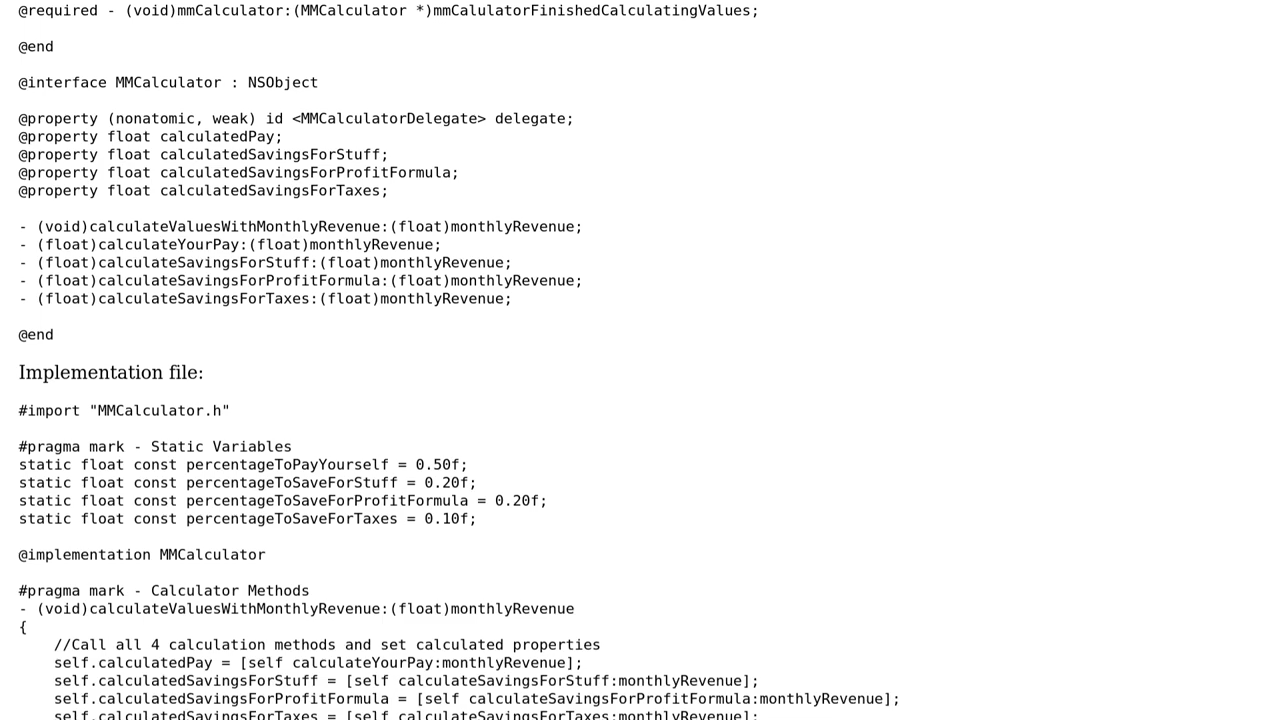 @required - (void)mmCalculator:(MMCalculator *)mmCalulatorFinishedCalculatingValues;
@end
@interface MMCalculator : NSObject
@property (nonatomic, weak) id <MMCalculatorDelegate> delegate;
@property float calculatedPay;
@property float calculatedSavingsForStuff;
@property float calculatedSavingsForProfitFormula;
@property float calculatedSavingsForTaxes;
- (void)calculateValuesWithMonthlyRevenue:(float)monthlyRevenue;
- (float)calculateYourPay:(float)monthlyRevenue;
- (float)calculateSavingsForStuff:(float)monthlyRevenue;
- (float)calculateSavingsForProfitFormula:(float)monthlyRevenue;
- (float)calculateSavingsForTaxes:(float)monthlyRevenue;
@end
Implementation file:
#import "MMCalculator.h"
#pragma mark - Static Variables
static float const percentageToPayYourself = 0.50f;
static float const percentageToSaveForStuff = 0.20f;
static float const percentageToSaveForProfitFormula = 0.20f;
static float const percentageToSaveForTaxes = 0.10f;
@implementation MMCalculator
#pragma mark - Calculator Methods
- (void)calculateValuesWithMonthlyRevenue:(float)monthlyRevenue
{
    //Call all 4 calculation methods and set calculated properties
    self.calculatedPay = [self calculateYourPay:monthlyRevenue];
    self.calculatedSavingsForStuff = [self calculateSavingsForStuff:monthlyRevenue];
    self.calculatedSavingsForProfitFormula = [self calculateSavingsForProfitFormula:monthlyRevenue];
    self.calculatedSavingsForTaxes = [self calculateSavingsForTaxes:monthlyRevenue];